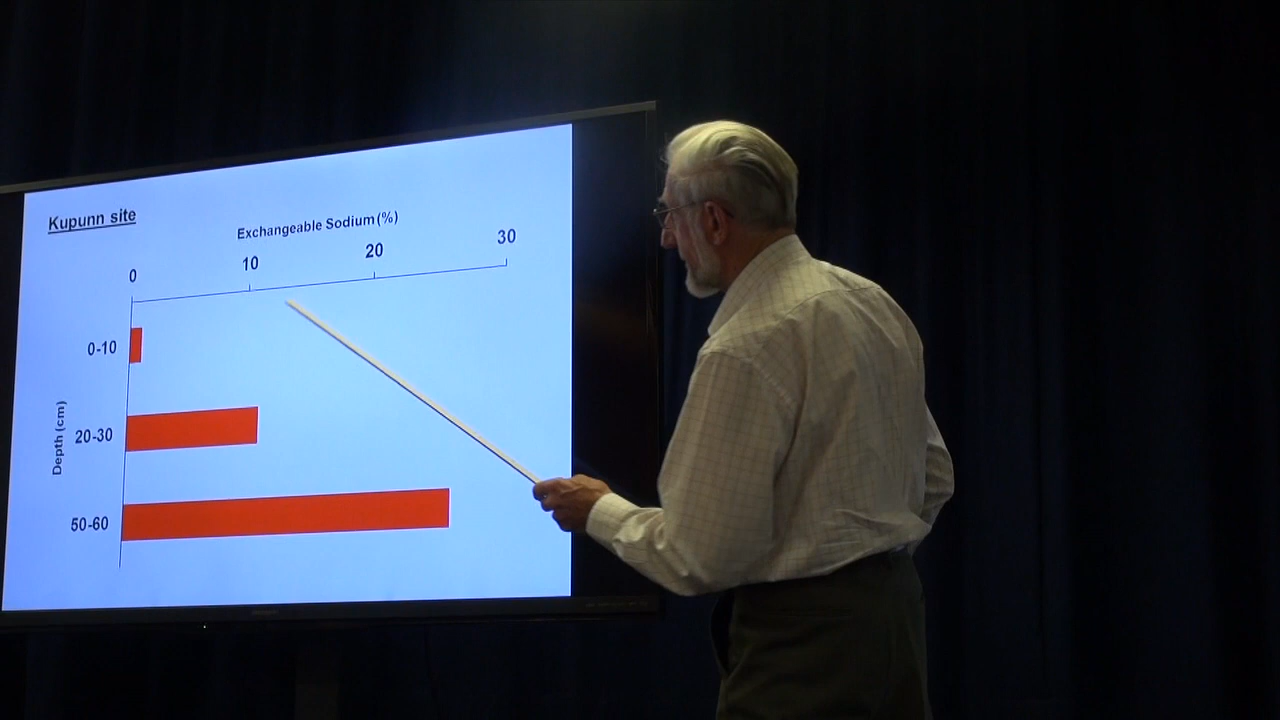 Kupunn site
Exchangeable Sodium (%)
0 10 20 30
0-10
20-30
50-60
Depth (cm)